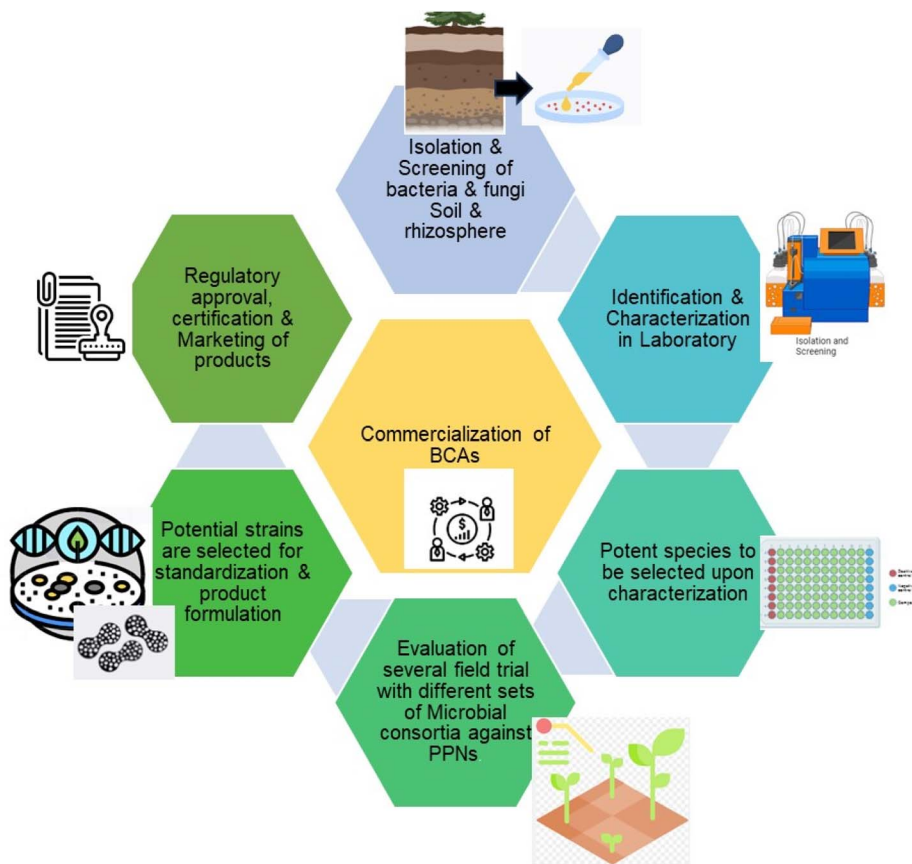 Isolation &
Screening of
bacteria & fungi
Soil &
rhizosphere
Identification &
Characterization
in Laboratory
Isolation and
Screening
Potent species to
be selected upon
characterization
Evaluation of
several field trial
with different sets
of Microbial
consortia against
PPNs.
Potential strains
are selected for
standardization &
product
formulation
Regulatory
approval,
certification &
Marketing of
products
Commercialization of
BCAs
$